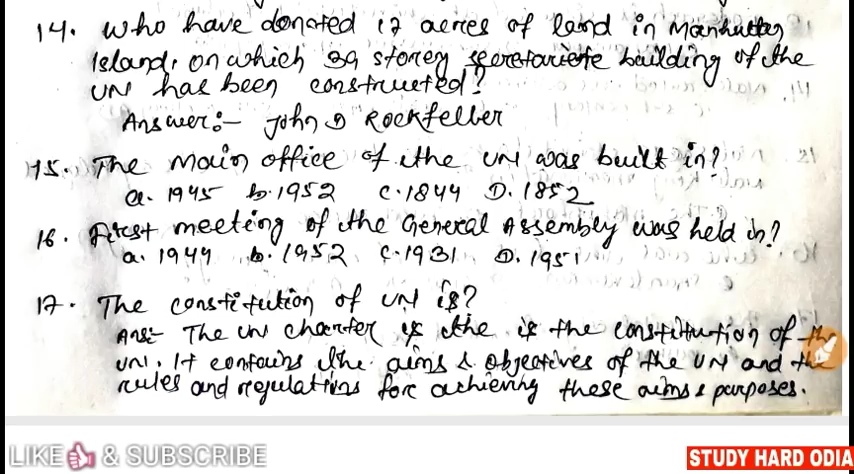 14. Who have donated 17 acres of land in Manhatten
Island, on which 39 storey secretariete building of the
UN has been constructed?
Answer:- John D Rockfeller
15. The main office of the UN was built in?
a. 1945 b. 1952 c. 1844 D. 1852
16. First meeting of the General Assembly was held in?
a. 1944 b. 1952 c. 1931 D. 1951
17. The constitution of UN is?
Ans:- The UN charter is the is the constitution of the
UN. It contains the aims & objectives of the UN and the
rules and regulations for achieving these aims & purposes.
LIKE & SUBSCRIBE
STUDY HARD ODIA